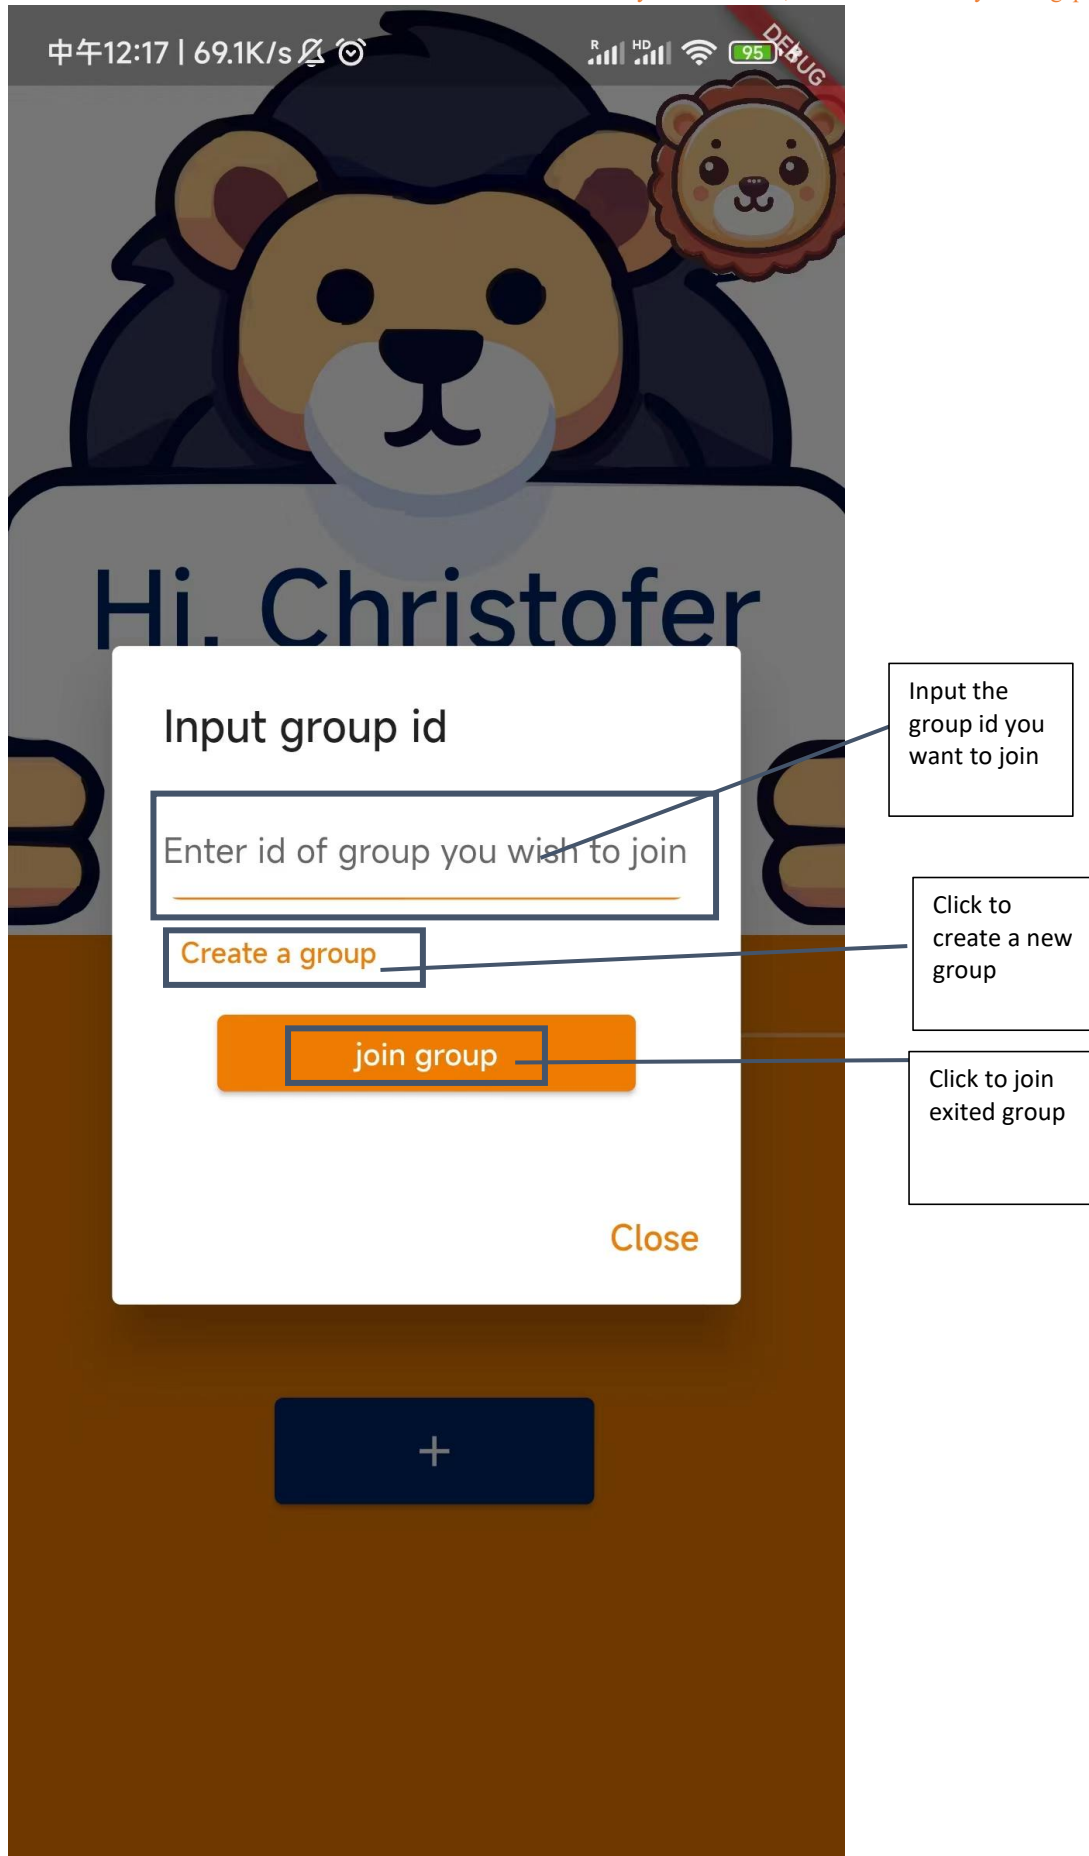 中午12:17 | 69.1K/s
R HD 95
DEBUG
Hi, Christofer
Input group id
Enter id of group you wish to join
Create a group
join group
Close
+
Input the
group id you
want to join
Click to
create a new
group
Click to join
exited group